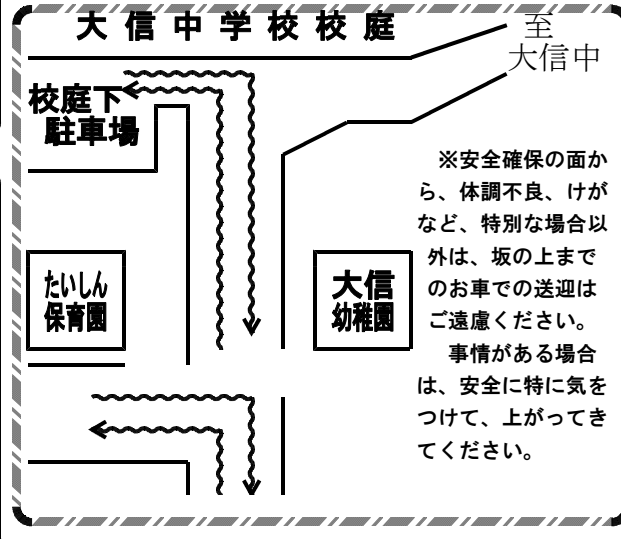 大信中学校校庭
至
大信中
校庭下
駐車場
※安全確保の面か
ら、体調不良、けが
など、特別な場合以
外は、坂の上まで
のお車での送迎は
ご遠慮ください。
事情がある場合
は、安全に特に気を
つけて、上がってき
てください。
たいしん
保育園
大信
幼稚園